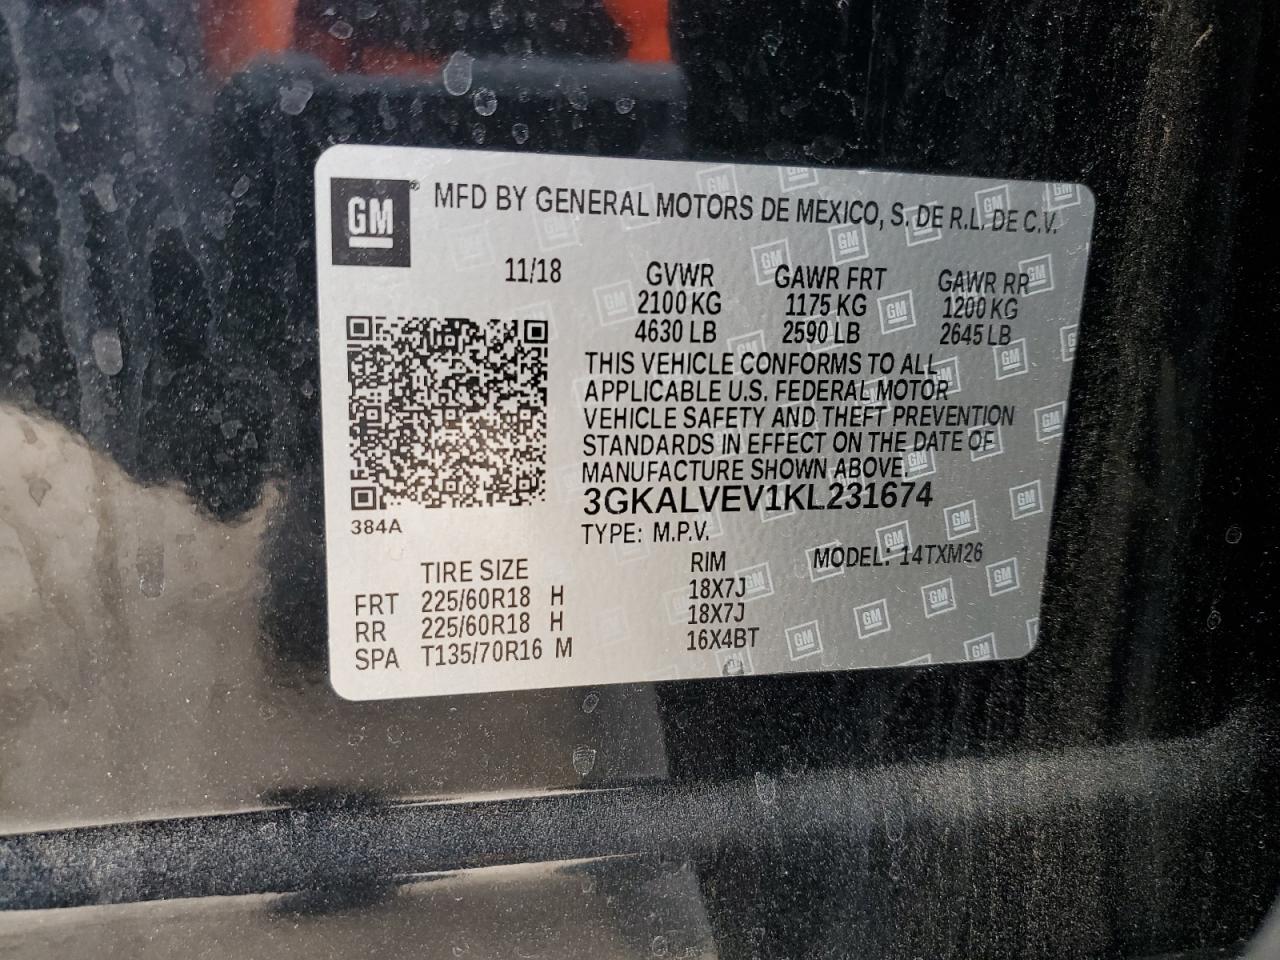 GM® MFD BY GENERAL MOTORS DE MEXICO, S. DE R.L. DE C.V.
11/18 GVWR GAWR FRT GAWR RR
2100 KG 1175 KG 1200 KG
4630 LB 2590 LB 2645 LB
THIS VEHICLE CONFORMS TO ALL
APPLICABLE U.S. FEDERAL MOTOR
VEHICLE SAFETY AND THEFT PREVENTION
STANDARDS IN EFFECT ON THE DATE OF
MANUFACTURE SHOWN ABOVE.
3GKALVEV1KL231674
384A
TYPE: M.P.V.
TIRE SIZE RIM MODEL: 14TXM26
FRT 225/60R18 H 18X7J
RR 225/60R18 H 18X7J
SPA T135/70R16 M 16X4BT